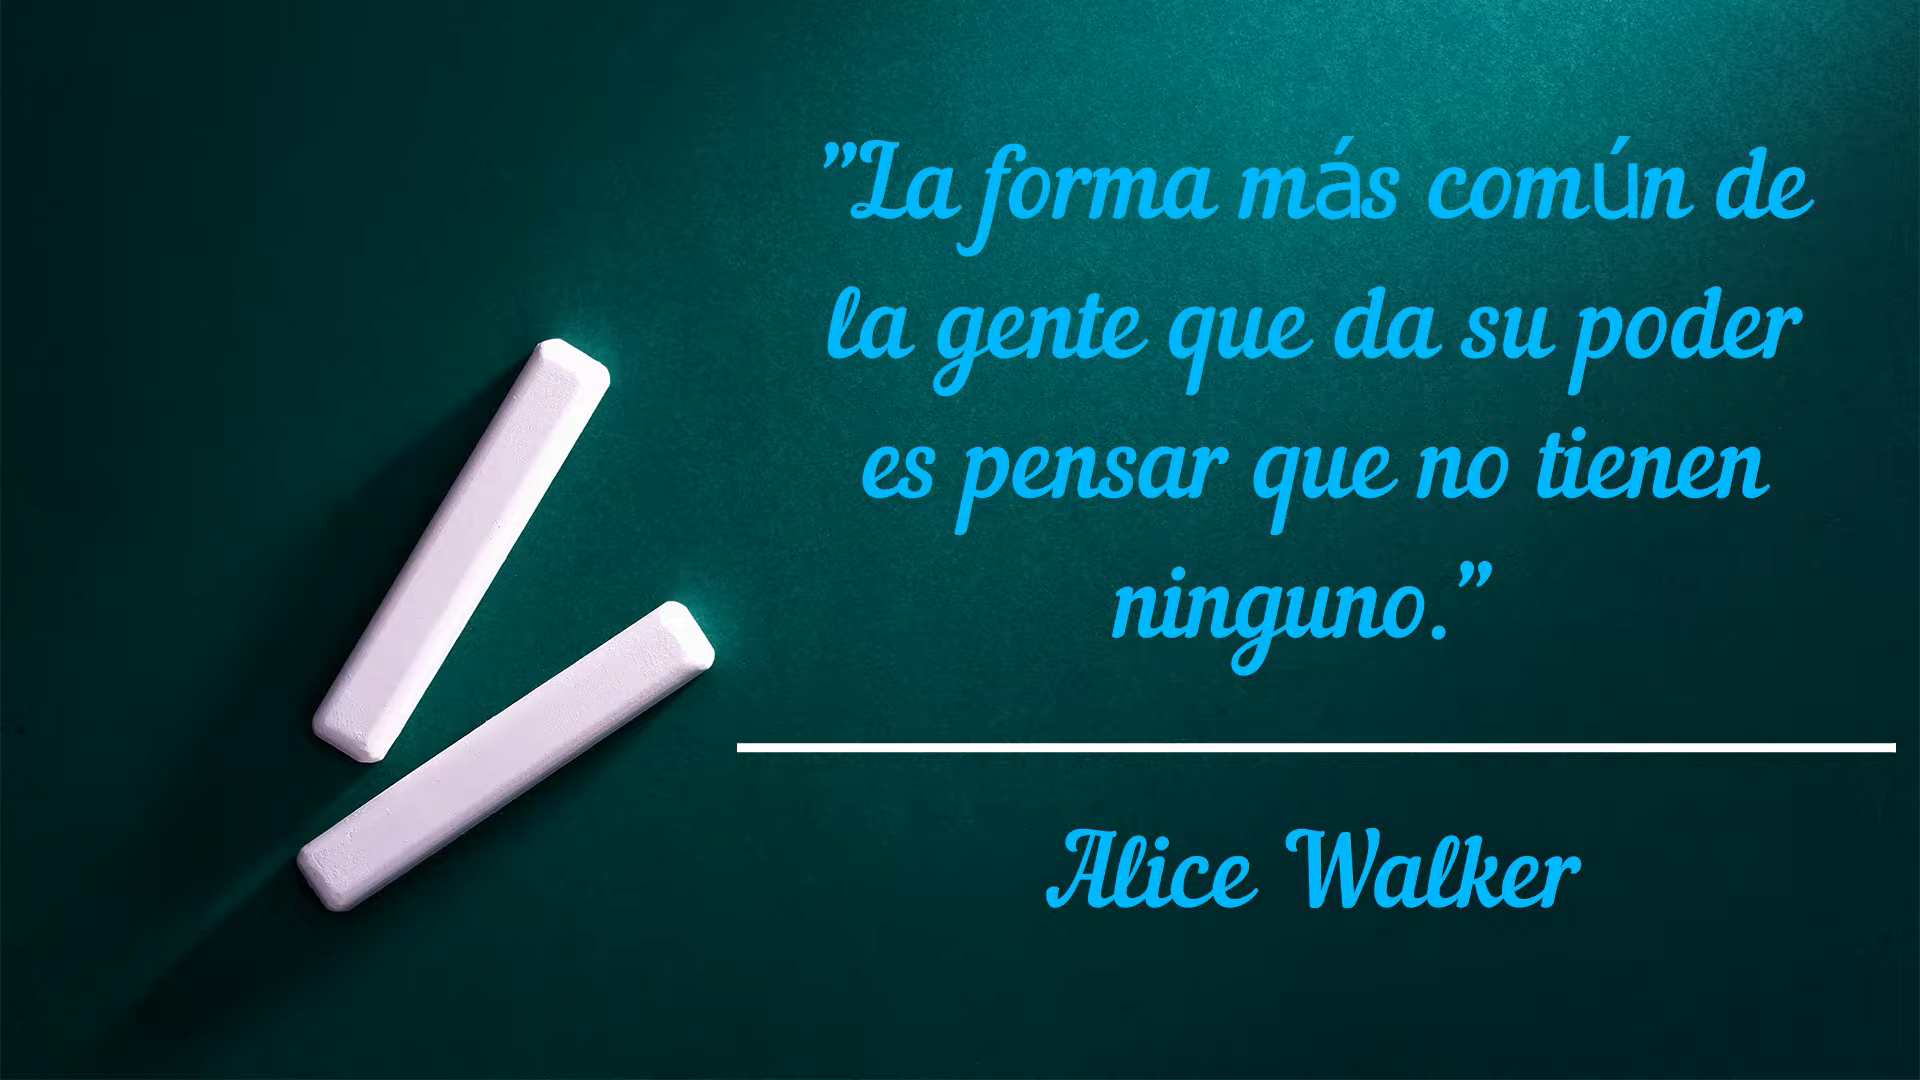 ”La forma más común de
la gente que da su poder
es pensar que no tienen
ninguno.”
Alice Walker